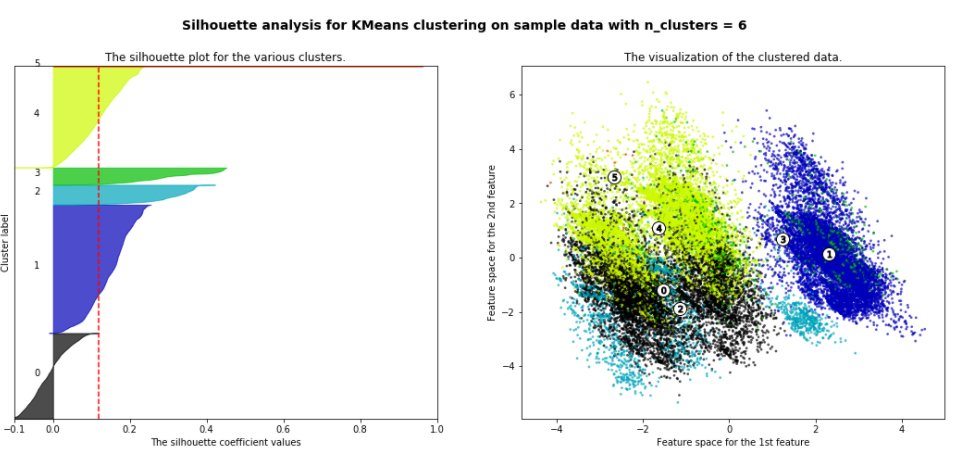 Silhouette analysis for KMeans clustering on sample data with n_clusters = 6
The silhouette plot for the various clusters.
5
4
3
2
1
0
Cluster label
−0.1 0.0 0.2 0.4 0.6 0.8 1.0
The silhouette coefficient values
The visualization of the clustered data.
6
4
2
0
−2
−4
Feature space for the 2nd feature
5
4
3
1
0
2
−4 −2 0 2 4
Feature space for the 1st feature